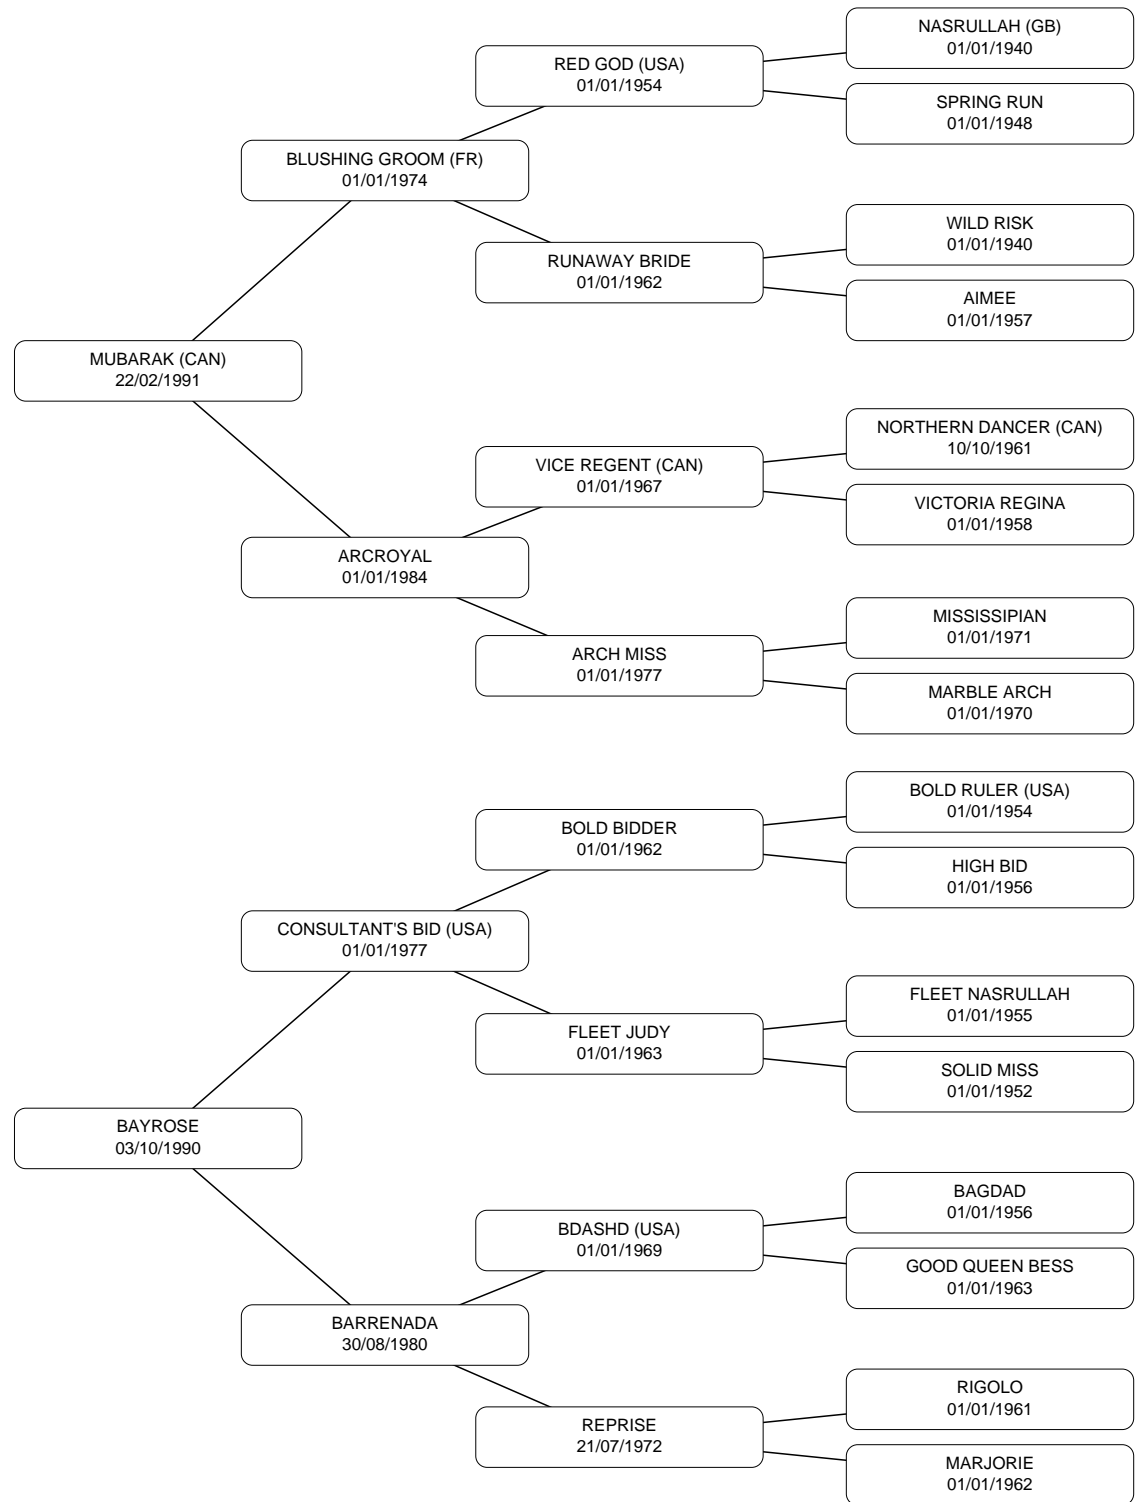 NASRULLAH (GB)
01/01/1940
RED GOD (USA)
01/01/1954
SPRING RUN
01/01/1948
BLUSHING GROOM (FR)
01/01/1974
WILD RISK
01/01/1940
RUNAWAY BRIDE
01/01/1962
AIMEE
01/01/1957
MUBARAK (CAN)
22/02/1991
NORTHERN DANCER (CAN)
10/10/1961
VICE REGENT (CAN)
01/01/1967
VICTORIA REGINA
01/01/1958
ARCROYAL
01/01/1984
MISSISSIPIAN
01/01/1971
ARCH MISS
01/01/1977
MARBLE ARCH
01/01/1970
BOLD RULER (USA)
01/01/1954
BOLD BIDDER
01/01/1962
HIGH BID
01/01/1956
CONSULTANT'S BID (USA)
01/01/1977
FLEET NASRULLAH
01/01/1955
FLEET JUDY
01/01/1963
SOLID MISS
01/01/1952
BAYROSE
03/10/1990
BAGDAD
01/01/1956
BDASHD (USA)
01/01/1969
GOOD QUEEN BESS
01/01/1963
BARRENADA
30/08/1980
RIGOLO
01/01/1961
REPRISE
21/07/1972
MARJORIE
01/01/1962